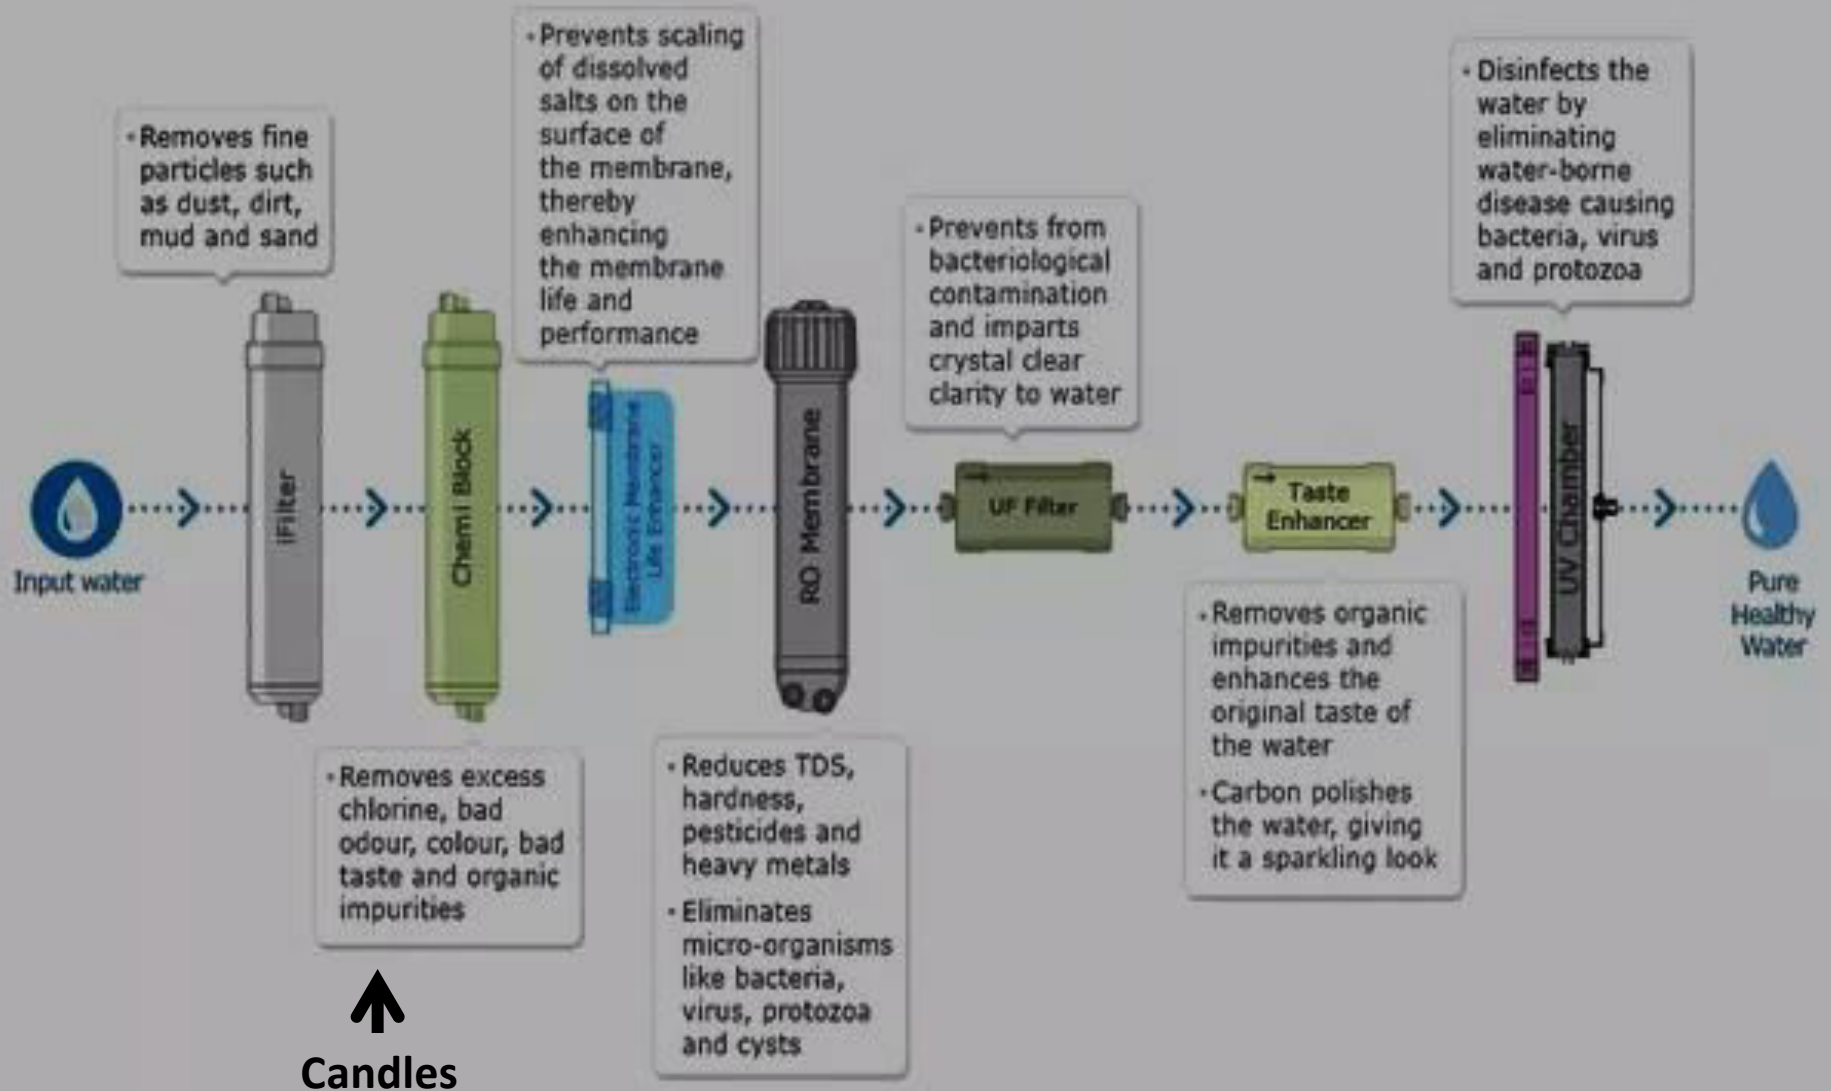 • Prevents scaling
of dissolved
salts on the
surface of
the membrane,
thereby
enhancing
the membrane
life and
performance
• Disinfects the
water by
eliminating
water-borne
disease causing
bacteria, virus
and protozoa
• Removes fine
particles such
as dust, dirt,
mud and sand
• Prevents from
bacteriological
contamination
and imparts
crystal clear
clarity to water
Input water
iFilter
Chemi Block
Electronic Membrane
Life Enhancer
RO Membrane
UF Filter
Taste
Enhancer
UV Chamber
Pure
Healthy
Water
• Removes excess
chlorine, bad
odour, colour, bad
taste and organic
impurities
• Reduces TDS,
hardness,
pesticides and
heavy metals
• Eliminates
micro-organisms
like bacteria,
virus, protozoa
and cysts
• Removes organic
impurities and
enhances the
original taste of
the water
• Carbon polishes
the water, giving
it a sparkling look
Candles